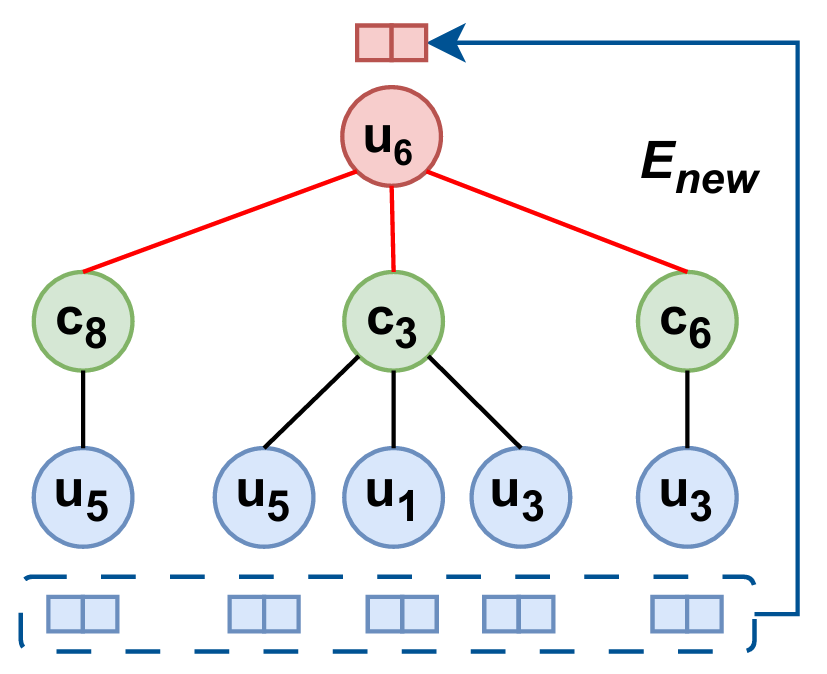 u₆
E_new
c₈ c₃ c₆
u₅ u₅ u₁ u₃ u₃